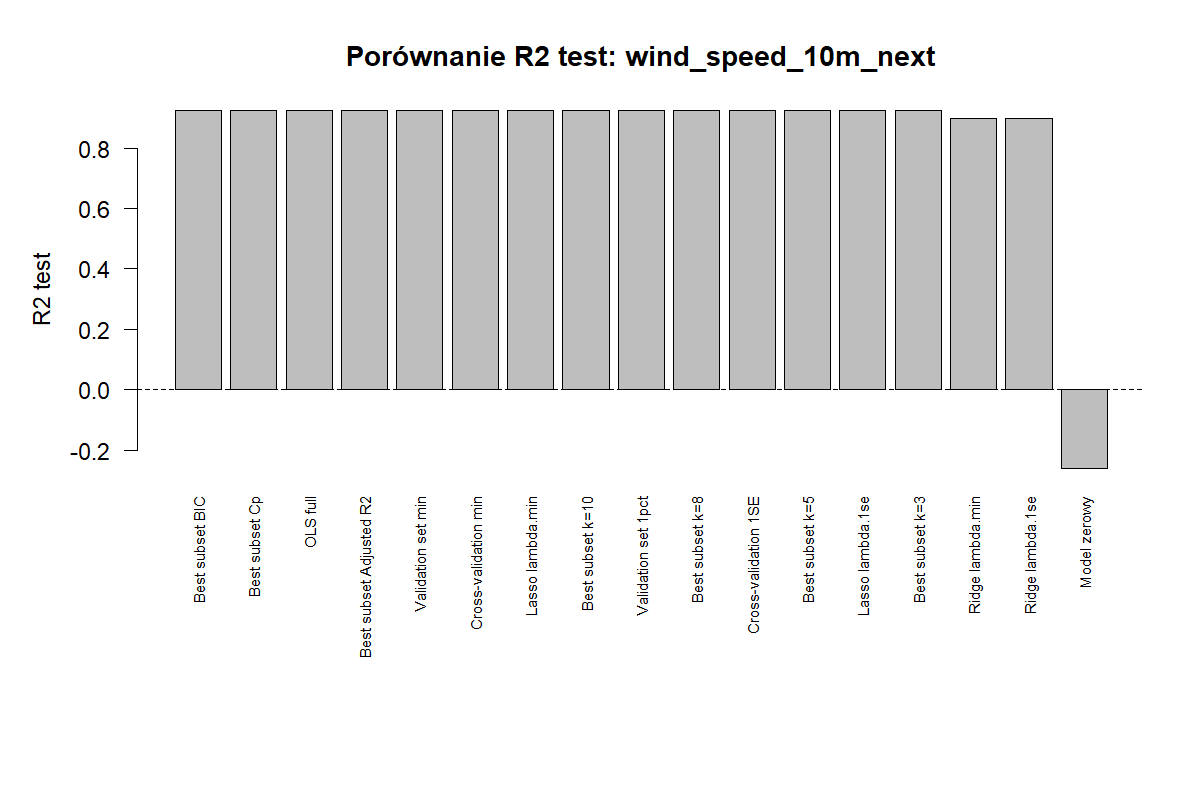 Porównanie R2 test: wind_speed_10m_next
R2 test
0.8
0.6
0.4
0.2
0.0
-0.2
Best subset BIC
Best subset Cp
OLS full
Best subset Adjusted R2
Validation set min
Cross-validation min
Lasso lambda.min
Best subset k=10
Validation set 1pct
Best subset k=8
Cross-validation 1SE
Best subset k=5
Lasso lambda.1se
Best subset k=3
Ridge lambda.min
Ridge lambda.1se
Model zerowy